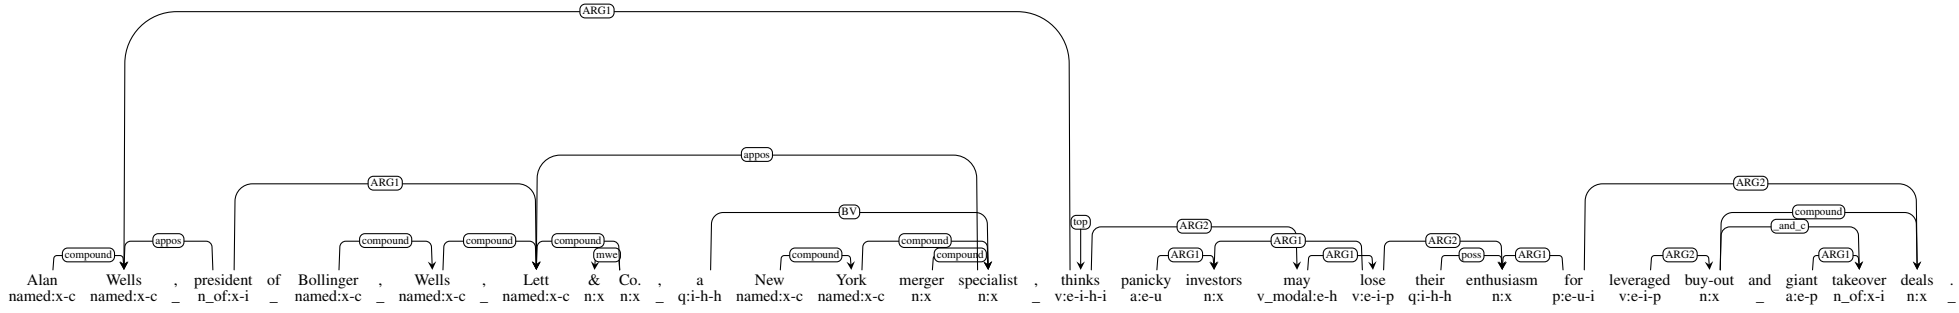 ARG1
appos
ARG1 ARG2
BV compound
top ARG2 _and_c
compound appos compound compound compound compound compound ARG1 ARG2 poss ARG1 ARG2 ARG1
mwe compound ARG1 ARG1
Alan Wells , president of Bollinger , Wells , Lett & Co. , a New York merger specialist , thinks panicky investors may lose their enthusiasm for leveraged buy-out and giant takeover deals .
named:x-c named:x-c _ n_of:x-i _ named:x-c _ named:x-c _ named:x-c n:x n:x _ q:i-h-h named:x-c named:x-c n:x n:x _ v:e-i-h-i a:e-u n:x v_modal:e-h v:e-i-p q:i-h-h n:x p:e-u-i v:e-i-p n:x _ a:e-p n_of:x-i n:x _